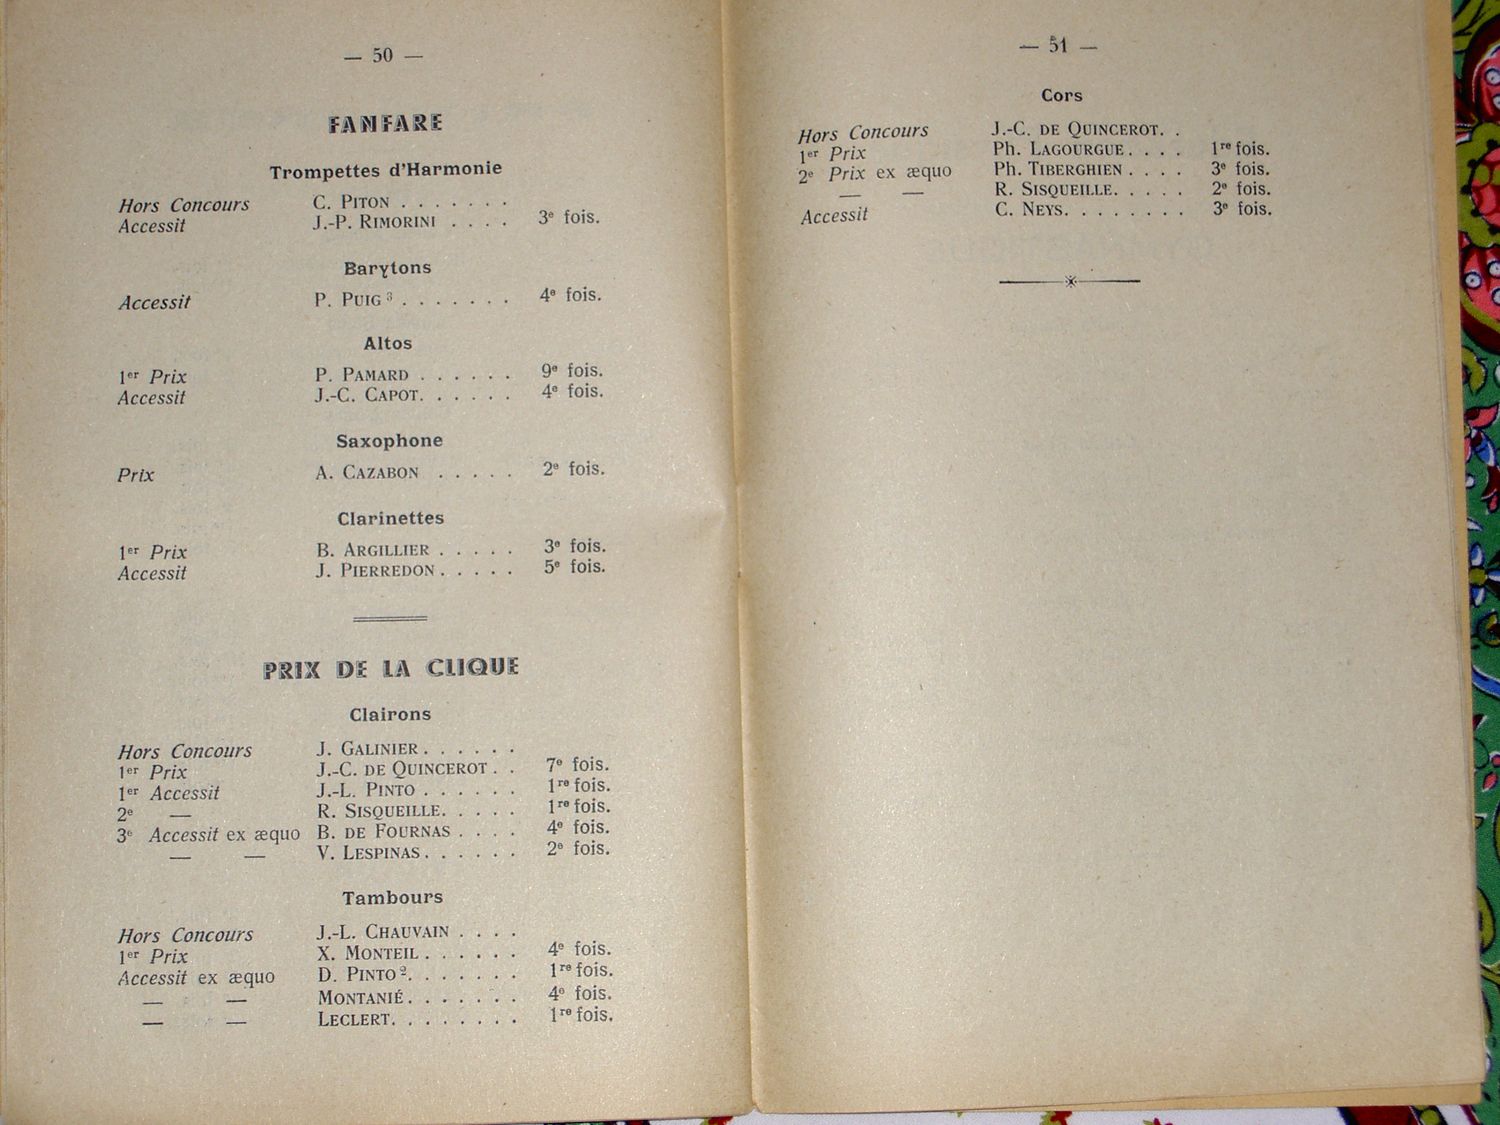 — 50 —
FANFARE
Trompettes d'Harmonie
Hors Concours C. PITON . . . . . . .
Accessit J.-P. RIMORINI . . . . 3e fois.
Barytons
Accessit P. PUIG 3 . . . . . . . 4e fois.
Altos
1er Prix P. PAMARD . . . . . . 9e fois.
Accessit J.-C. CAPOT. . . . . . 4e fois.
Saxophone
Prix A. CAZABON . . . . . 2e fois.
Clarinettes
1er Prix B. ARGILLIER . . . . . 3e fois.
Accessit J. PIERREDON . . . . . 5e fois.
PRIX DE LA CLIQUE
Clairons
Hors Concours J. GALINIER . . . . . .
1er Prix J.-C. DE QUINCEROT . . 7e fois.
1er Accessit J.-L. PINTO . . . . . . 1re fois.
2e — R. SISQUEILLE. . . . . 1re fois.
3e Accessit ex æquo B. DE FOURNAS . . . . 4e fois.
— — V. LESPINAS . . . . . . 2e fois.
Tambours
Hors Concours J.-L. CHAUVAIN . . . .
1er Prix X. MONTEIL . . . . . . 4e fois.
Accessit ex æquo D. PINTO 2. . . . . . . 1re fois.
— — MONTANIÉ . . . . . . . 4e fois.
— — LECLERT. . . . . . . . 1re fois.
— 51 —
Cors
Hors Concours J.-C. DE QUINCEROT. .
1er Prix Ph. LAGOURGUE . . . . 1re fois.
2e Prix ex æquo Ph. TIBERGHIEN . . . . 3e fois.
— — R. SISQUEILLE. . . . . 2e fois.
Accessit C. NEYS. . . . . . . . 3e fois.